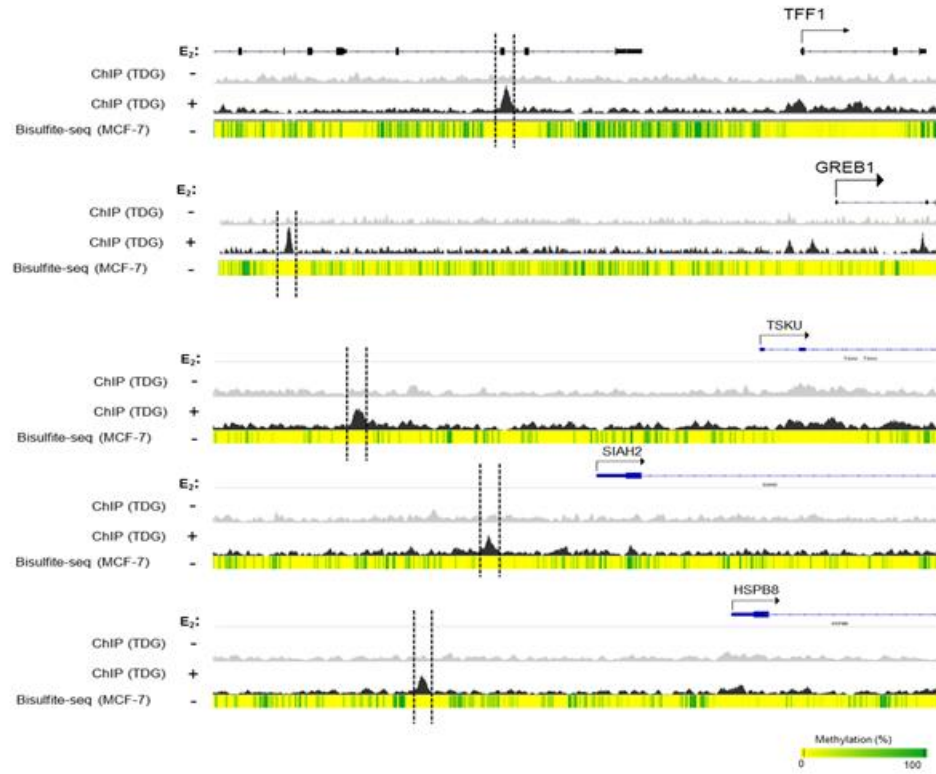 TFF1
E₂:
ChIP (TDG) -
ChIP (TDG) +
Bisulfite-seq (MCF-7) -
GREB1
E₂:
ChIP (TDG) -
ChIP (TDG) +
Bisulfite-seq (MCF-7) -
TSKU
E₂:
ChIP (TDG) -
ChIP (TDG) +
Bisulfite-seq (MCF-7) -
SIAH2
E₂:
ChIP (TDG) -
ChIP (TDG) +
Bisulfite-seq (MCF-7) -
HSPB8
E₂:
ChIP (TDG) -
ChIP (TDG) +
Bisulfite-seq (MCF-7) -
Methylation (%)
0 100